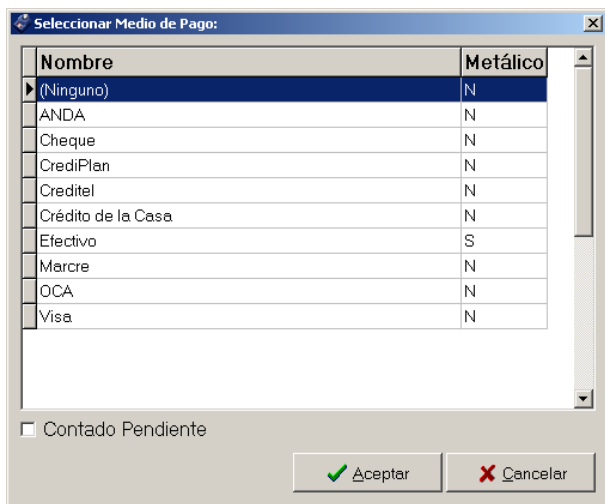 Seleccionar Medio de Pago:
Nombre Metálico
(Ninguno) N
ANDA N
Cheque N
CrediPlan N
Creditel N
Crédito de la Casa N
Efectivo S
Marcre N
OCA N
Visa N
Contado Pendiente
Aceptar Cancelar